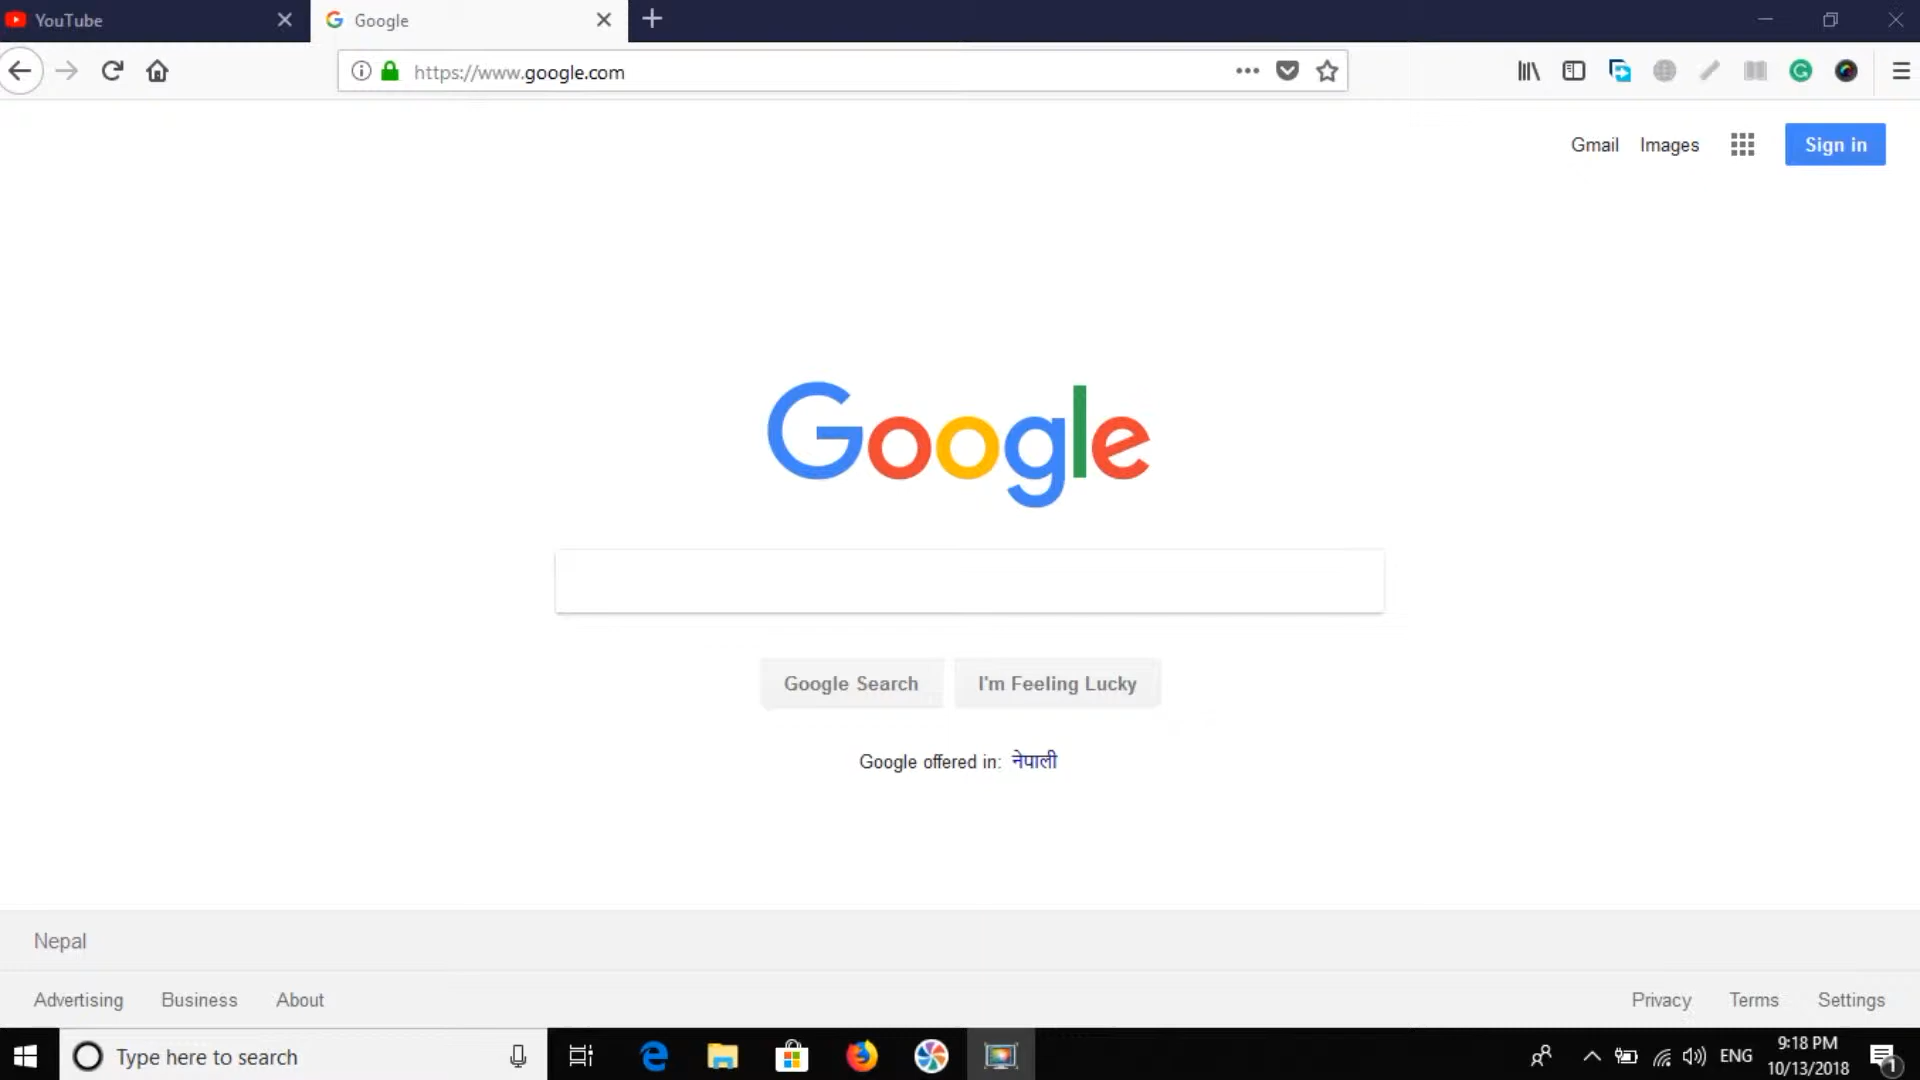 YouTube
Google
https://www.google.com
Gmail Images Sign in
Google
Google Search I'm Feeling Lucky
Google offered in: नेपाली
Nepal
Advertising Business About Privacy Terms Settings
Type here to search
ENG
9:18 PM
10/13/2018
1